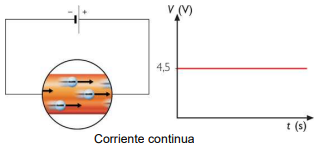 - +
V (V)
4,5
t (s)
Corriente continua